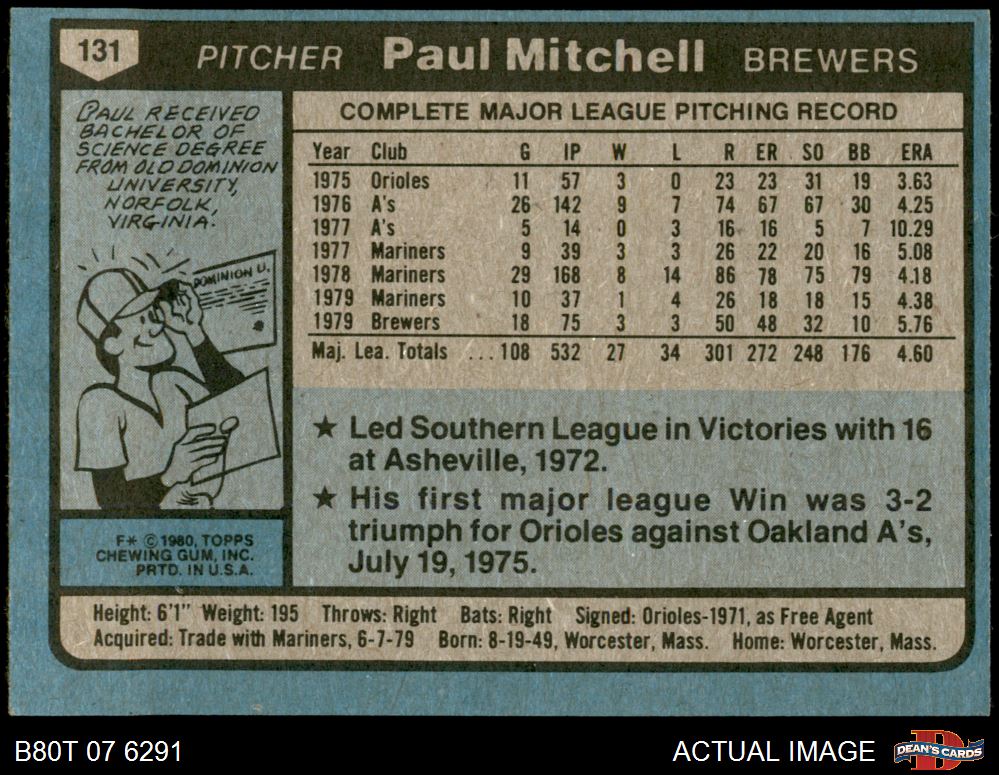 131 PITCHER Paul Mitchell BREWERS
PAUL RECEIVED
BACHELOR OF
SCIENCE DEGREE
FROM OLD DOMINION
UNIVERSITY,
NORFOLK,
VIRGINIA.
DOMINION U.
F* © 1980, TOPPS
CHEWING GUM, INC.
PRTD. IN U.S.A.
COMPLETE MAJOR LEAGUE PITCHING RECORD
Year Club G IP W L R ER SO BB ERA
1975 Orioles 11 57 3 0 23 23 31 19 3.63
1976 A's 26 142 9 7 74 67 67 30 4.25
1977 A's 5 14 0 3 16 16 5 7 10.29
1977 Mariners 9 39 3 3 26 22 20 16 5.08
1978 Mariners 29 168 8 14 86 78 75 79 4.18
1979 Mariners 10 37 1 4 26 18 18 15 4.38
1979 Brewers 18 75 3 3 50 48 32 10 5.76
Maj. Lea. Totals ... 108 532 27 34 301 272 248 176 4.60
★ Led Southern League in Victories with 16
at Asheville, 1972.
★ His first major league Win was 3-2
triumph for Orioles against Oakland A's,
July 19, 1975.
Height: 6'1" Weight: 195 Throws: Right Bats: Right Signed: Orioles-1971, as Free Agent
Acquired: Trade with Mariners, 6-7-79 Born: 8-19-49, Worcester, Mass. Home: Worcester, Mass.
B80T 07 6291 ACTUAL IMAGE D DEAN'S CARDS